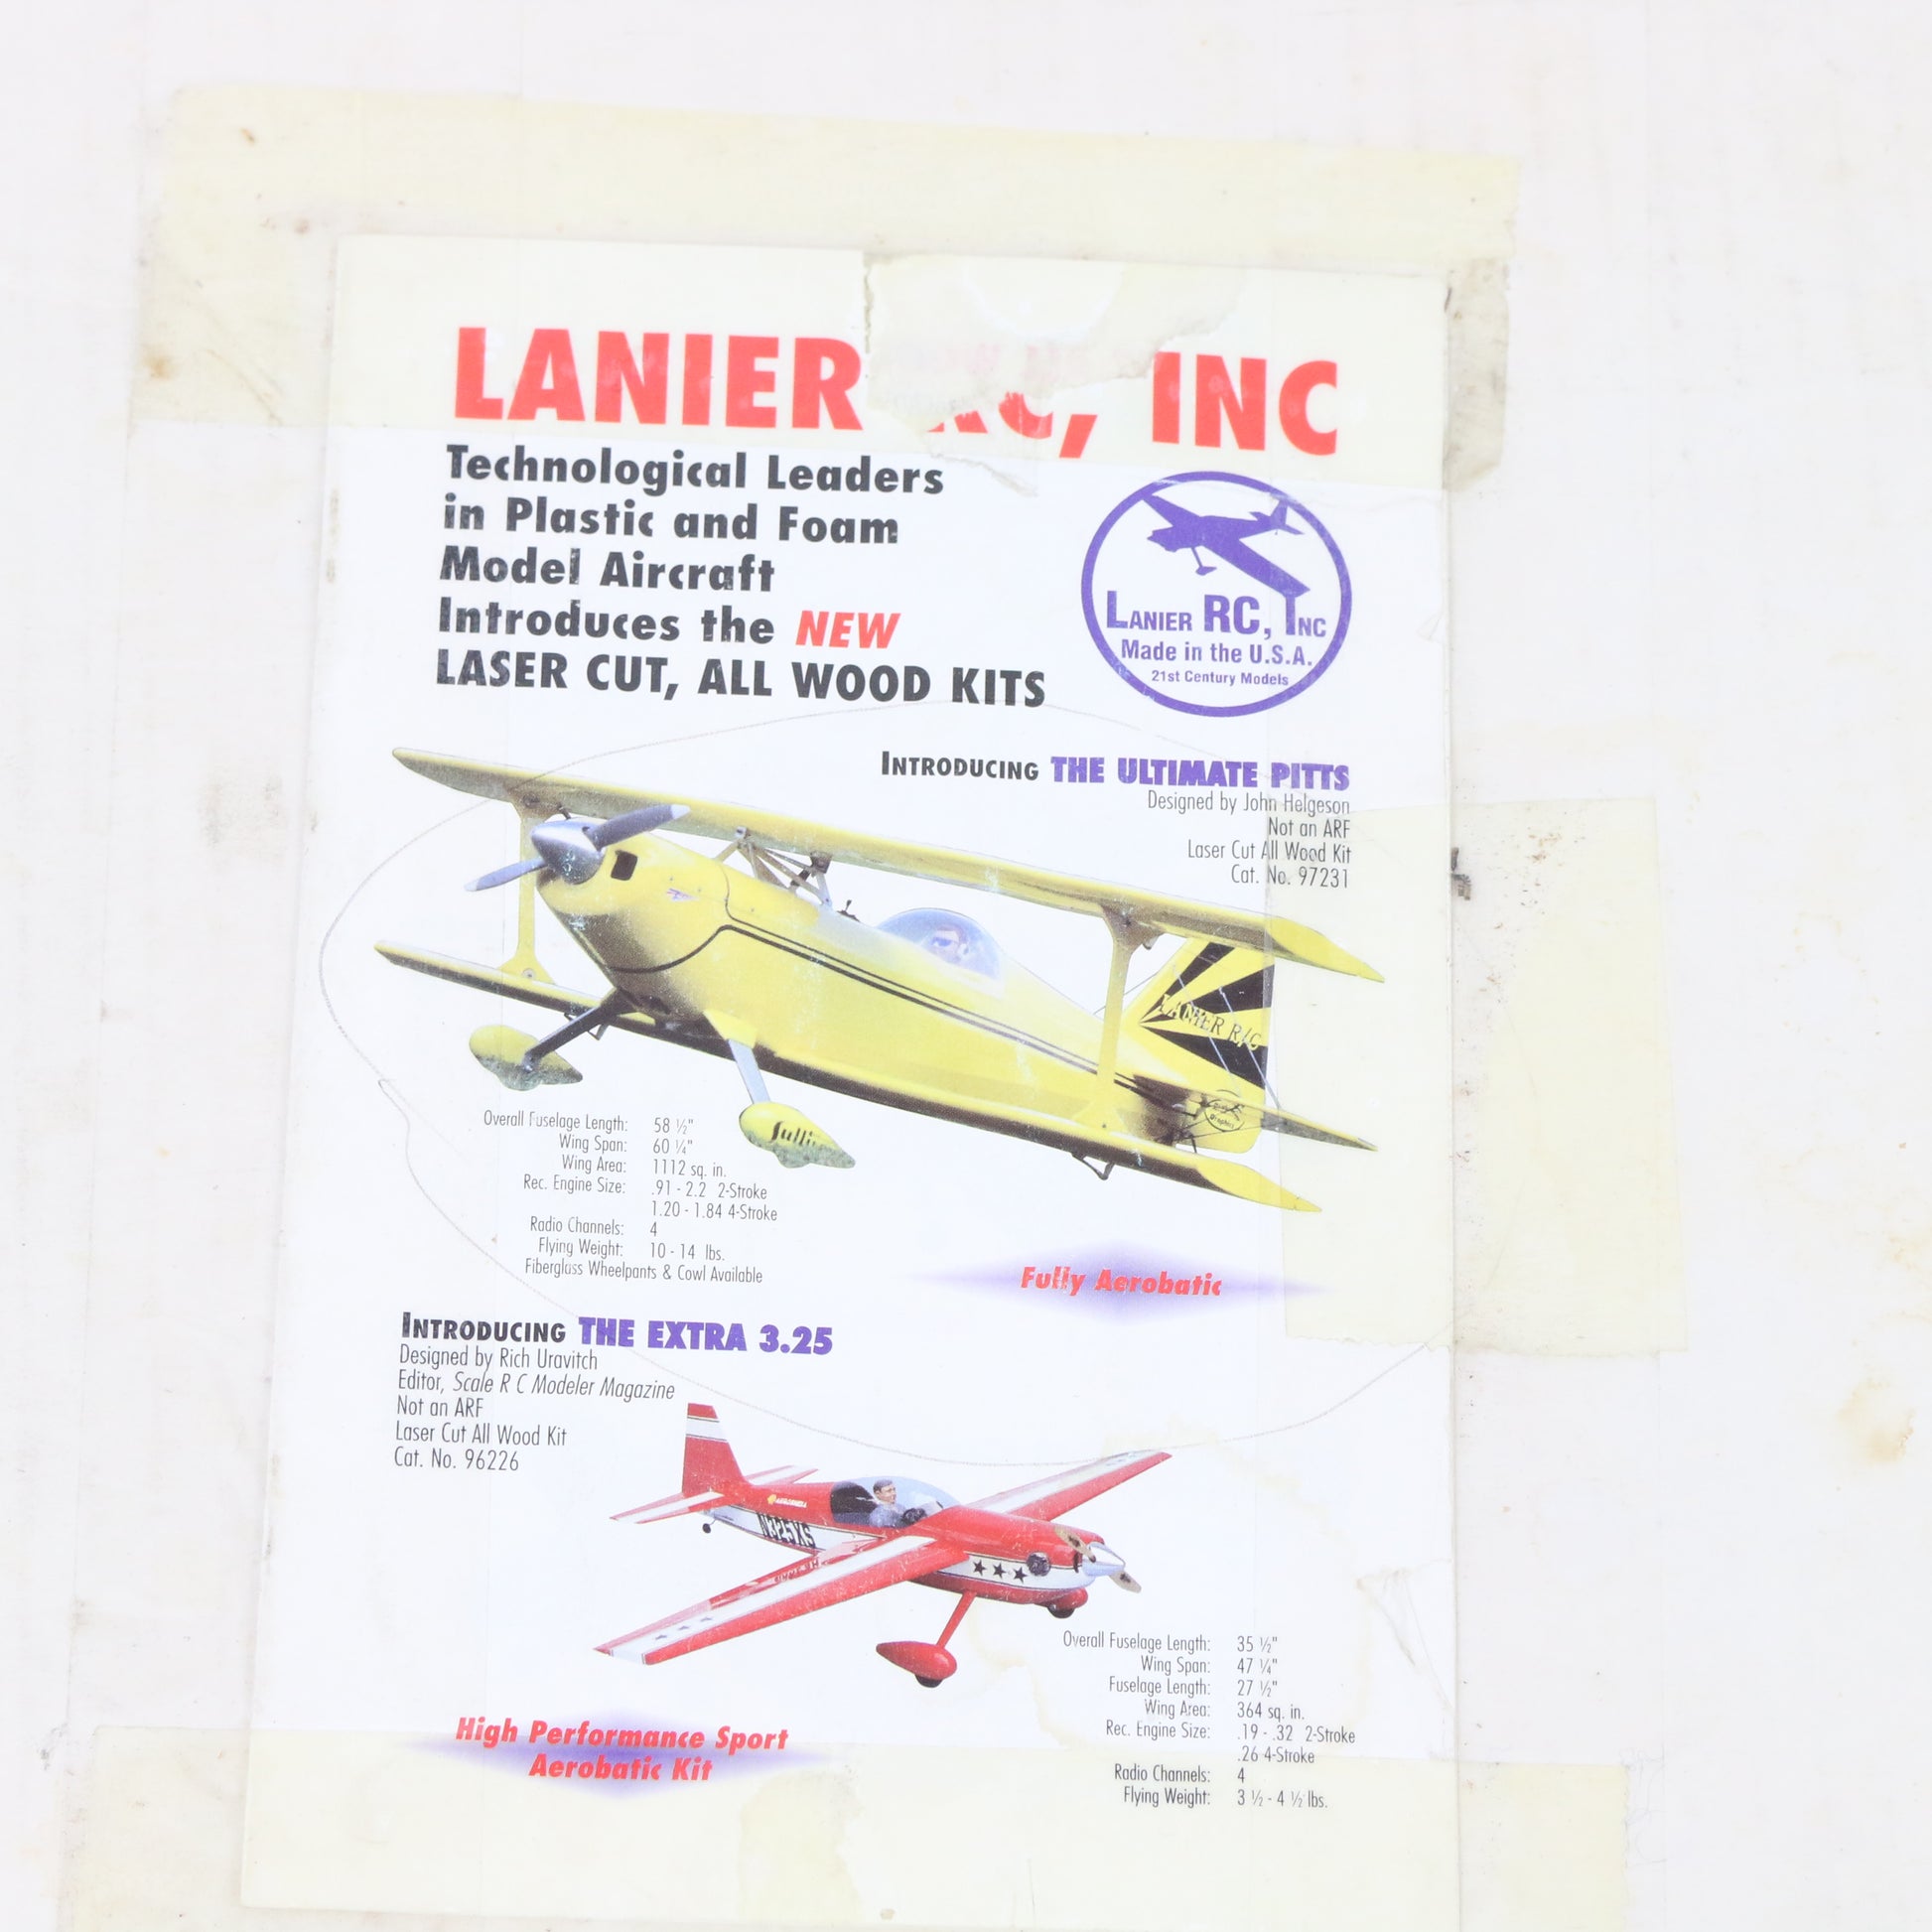 LANIER RC, INC
Technological Leaders
in Plastic and Foam
Model Aircraft
Introduces the NEW
LASER CUT, ALL WOOD KITS
LANIER RC, INC
Made in the U.S.A.
21st Century Models
INTRODUCING THE ULTIMATE PITTS
Designed by John Helgeson
Not an ARF
Laser Cut All Wood Kit
Cat. No. 97231
LANIER R/C
Overall Fuselage Length: 58 ½"
Wing Span: 60 ¼"
Wing Area: 1112 sq. in.
Rec. Engine Size: .91 - 2.2 2-Stroke
1.20 - 1.84 4-Stroke
Radio Channels: 4
Flying Weight: 10 - 14 lbs.
Fiberglass Wheelpants & Cowl Available
Fully Aerobatic
INTRODUCING THE EXTRA 3.25
Designed by Rich Uravitch
Editor, Scale R C Modeler Magazine
Not an ARF
Laser Cut All Wood Kit
Cat. No. 96226
N325XS
Overall Fuselage Length: 35 ½"
Wing Span: 47 ¼"
Fuselage Length: 27 ½"
Wing Area: 364 sq. in.
Rec. Engine Size: .19 - .32 2-Stroke
.26 4-Stroke
Radio Channels: 4
Flying Weight: 3 ½ - 4 ½ lbs.
High Performance Sport
Aerobatic Kit